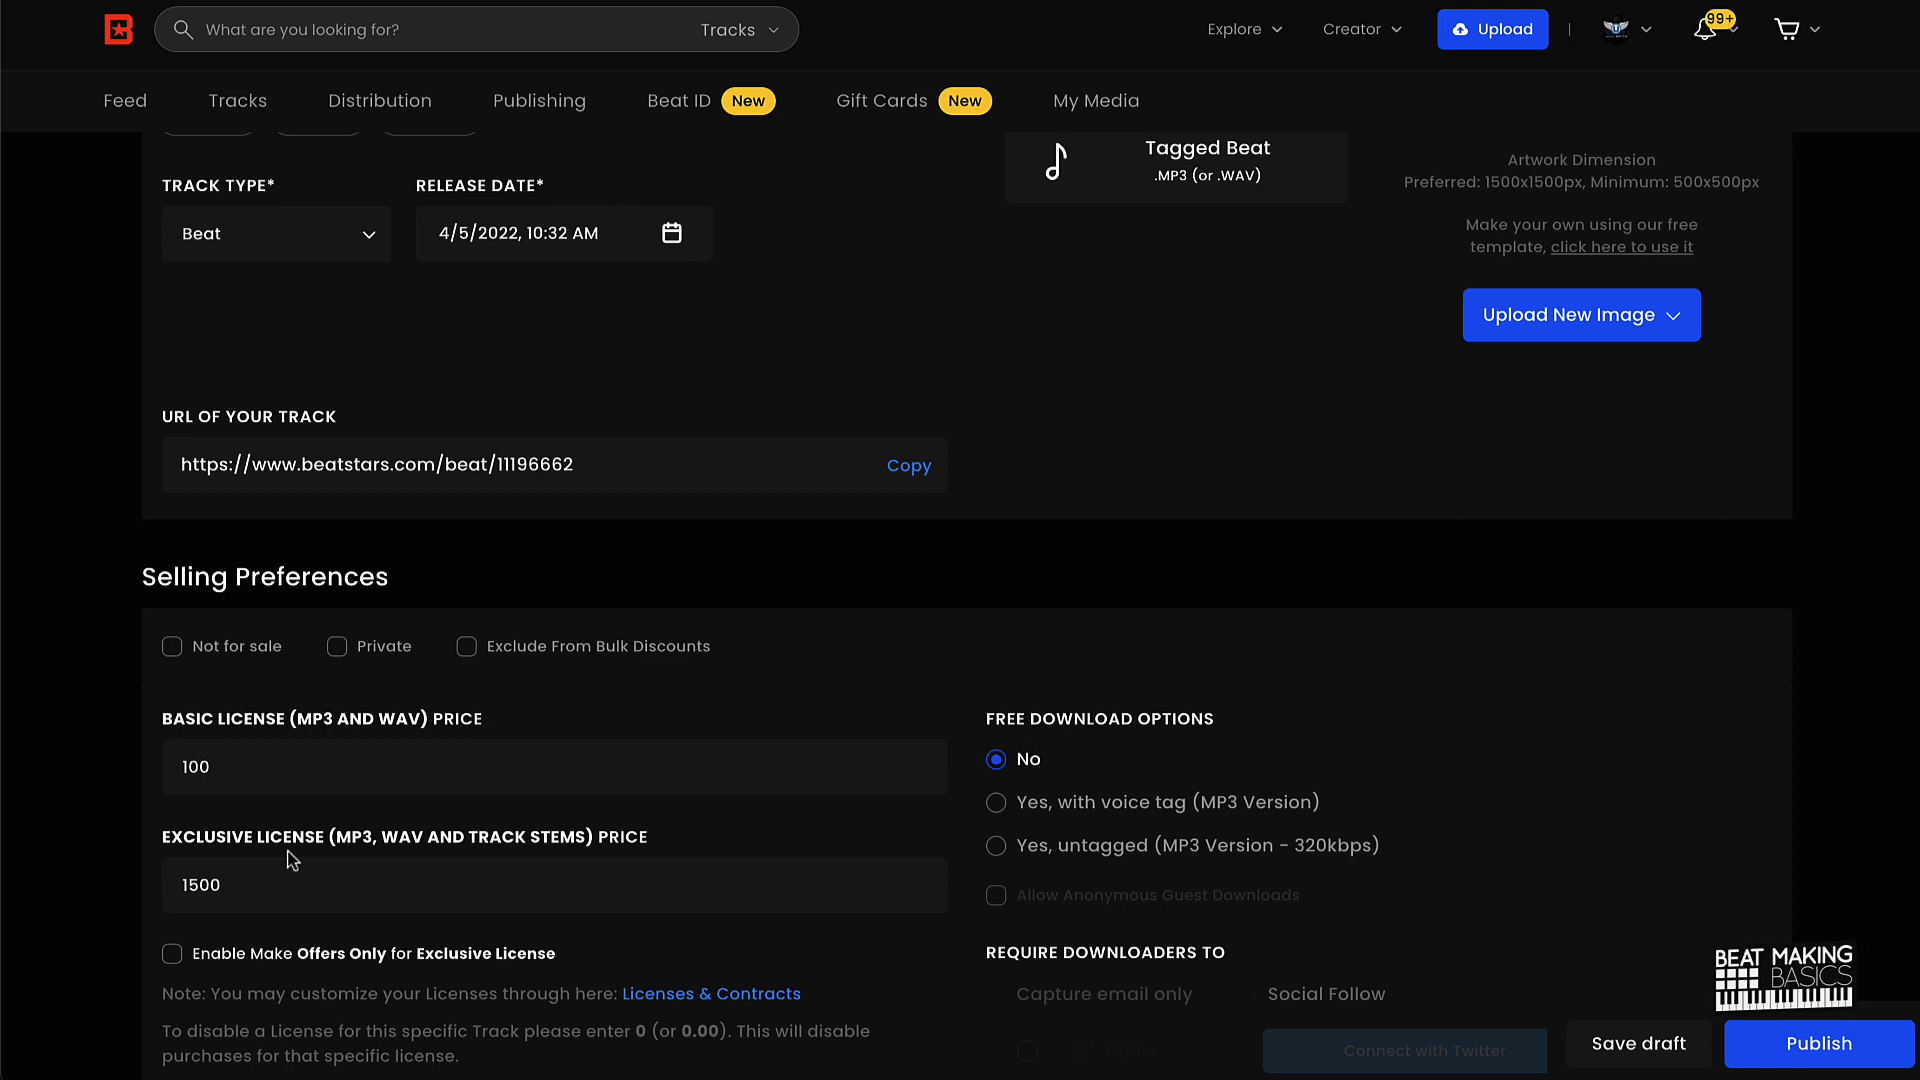 What are you looking for?
Tracks
Explore
Creator
Upload
99+
Feed
Tracks
Distribution
Publishing
Beat ID
New
Gift Cards
New
My Media
TRACK TYPE*
RELEASE DATE*
Beat
4/5/2022, 10:32 AM
Tagged Beat
.MP3 (or .WAV)
Artwork Dimension
Preferred: 1500x1500px, Minimum: 500x500px
Make your own using our free
template, click here to use it
Upload New Image
URL OF YOUR TRACK
https://www.beatstars.com/beat/11196662
Copy
Selling Preferences
Not for sale
Private
Exclude From Bulk Discounts
BASIC LICENSE (MP3 AND WAV) PRICE
100
EXCLUSIVE LICENSE (MP3, WAV AND TRACK STEMS) PRICE
1500
Enable Make Offers Only for Exclusive License
Note: You may customize your Licenses through here: Licenses & Contracts
To disable a License for this specific Track please enter 0 (or 0.00). This will disable
purchases for that specific license.
FREE DOWNLOAD OPTIONS
No
Yes, with voice tag (MP3 Version)
Yes, untagged (MP3 Version - 320kbps)
Allow Anonymous Guest Downloads
REQUIRE DOWNLOADERS TO
Capture email only
Social Follow
Connect with Twitter
BEAT MAKING
BASICS
Save draft
Publish